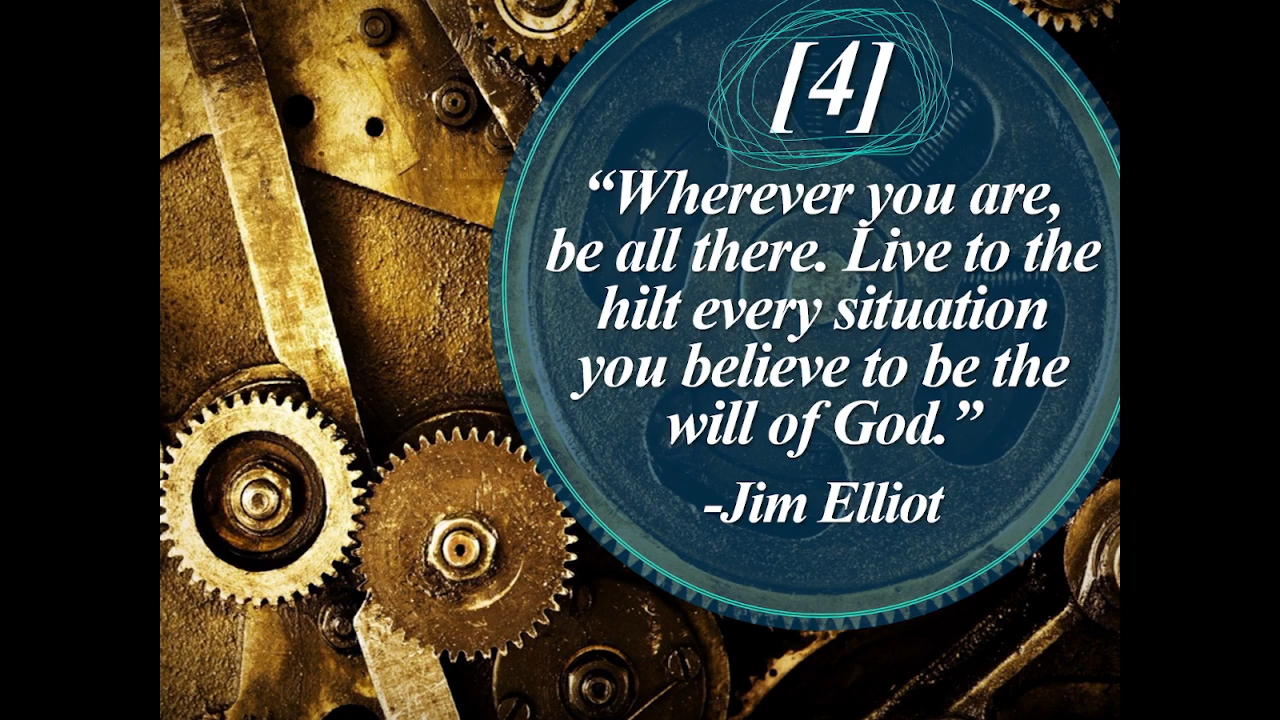 [4]
“Wherever you are,
be all there. Live to the
hilt every situation
you believe to be the
will of God.”
-Jim Elliot